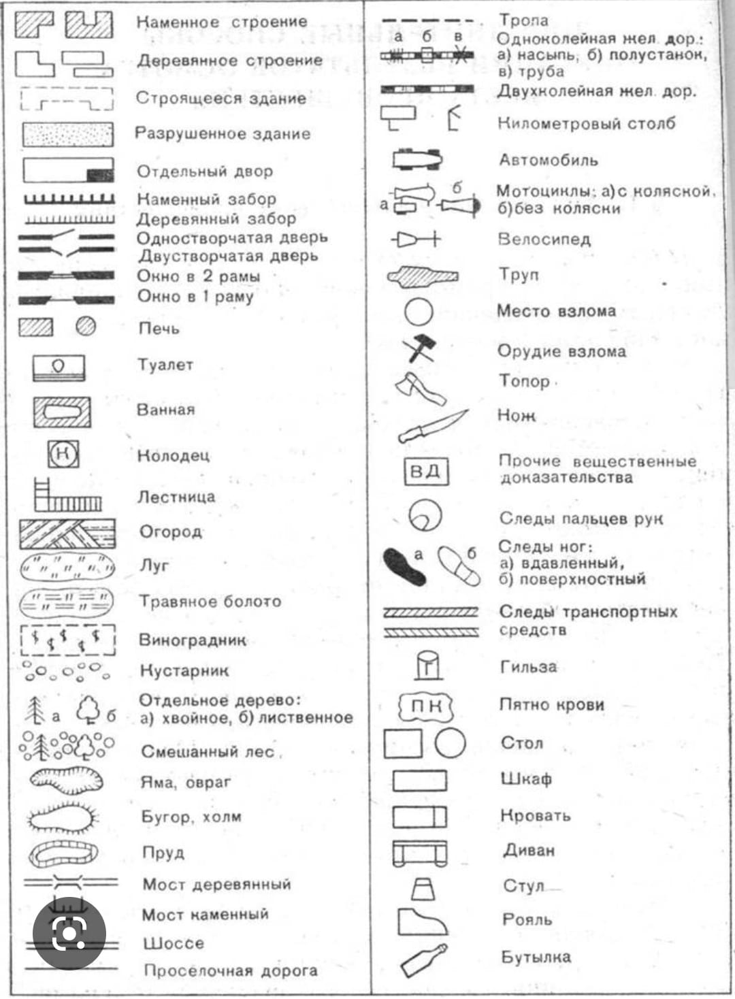 Каменное строение
Деревянное строение
Строящееся здание
Разрушенное здание
Отдельный двор
Каменный забор
Деревянный забор
Одностворчатая дверь
Двустворчатая дверь
Окно в 2 рамы
Окно в 1 раму
Печь
Туалет
Ванная
К Колодец
Лестница
Огород
Луг
Травяное болото
Виноградник
Кустарник
Отдельное дерево:
а б а) хвойное, б) лиственное
Смешанный лес
Яма, овраг
Бугор, холм
Пруд
Мост деревянный
Мост каменный
Шоссе
Просёлочная дорога
Тропа
а б в Одноколейная жел. дор.:
а) насыпь, б) полустанок,
в) труба
Двухколейная жел. дор.
Километровый столб
Автомобиль
б Мотоциклы: а) с коляской,
а б) без коляски
Велосипед
Труп
Место взлома
Орудие взлома
Топор
Нож
ВД Прочие вещественные
доказательства
Следы пальцев рук
Следы ног:
а б а) вдавленный,
б) поверхностный
Следы транспортных
средств
Г Гильза
ПК Пятно крови
Стол
Шкаф
Кровать
Диван
Стул
Рояль
Бутылка